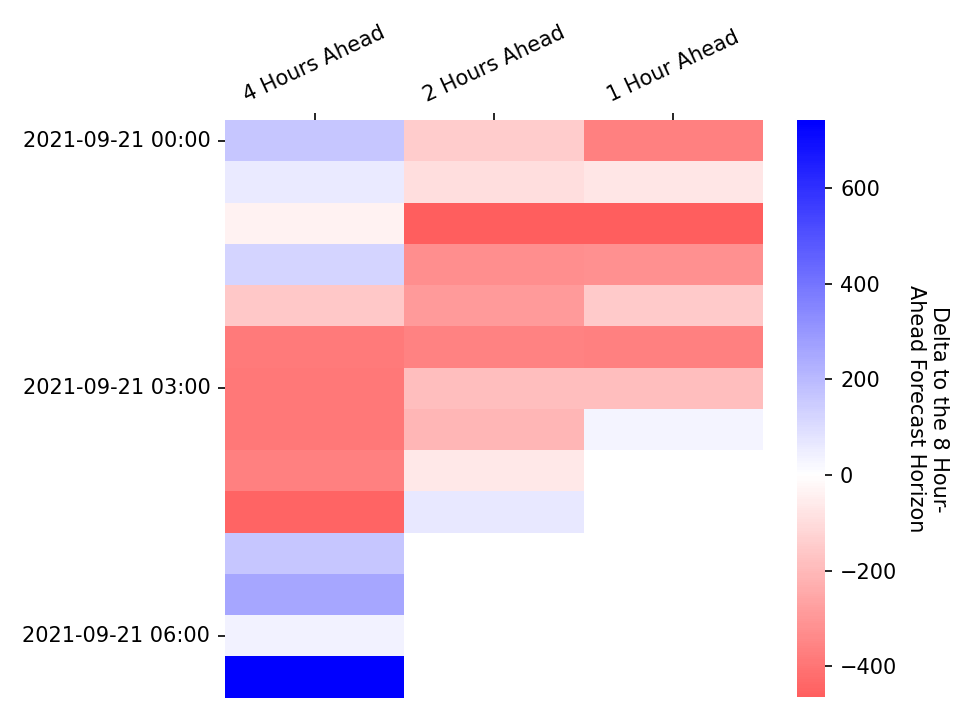 4 Hours Ahead
2 Hours Ahead
1 Hour Ahead
2021-09-21 00:00
2021-09-21 03:00
2021-09-21 06:00
600
400
200
0
−200
−400
Delta to the 8 Hour-
Ahead Forecast Horizon